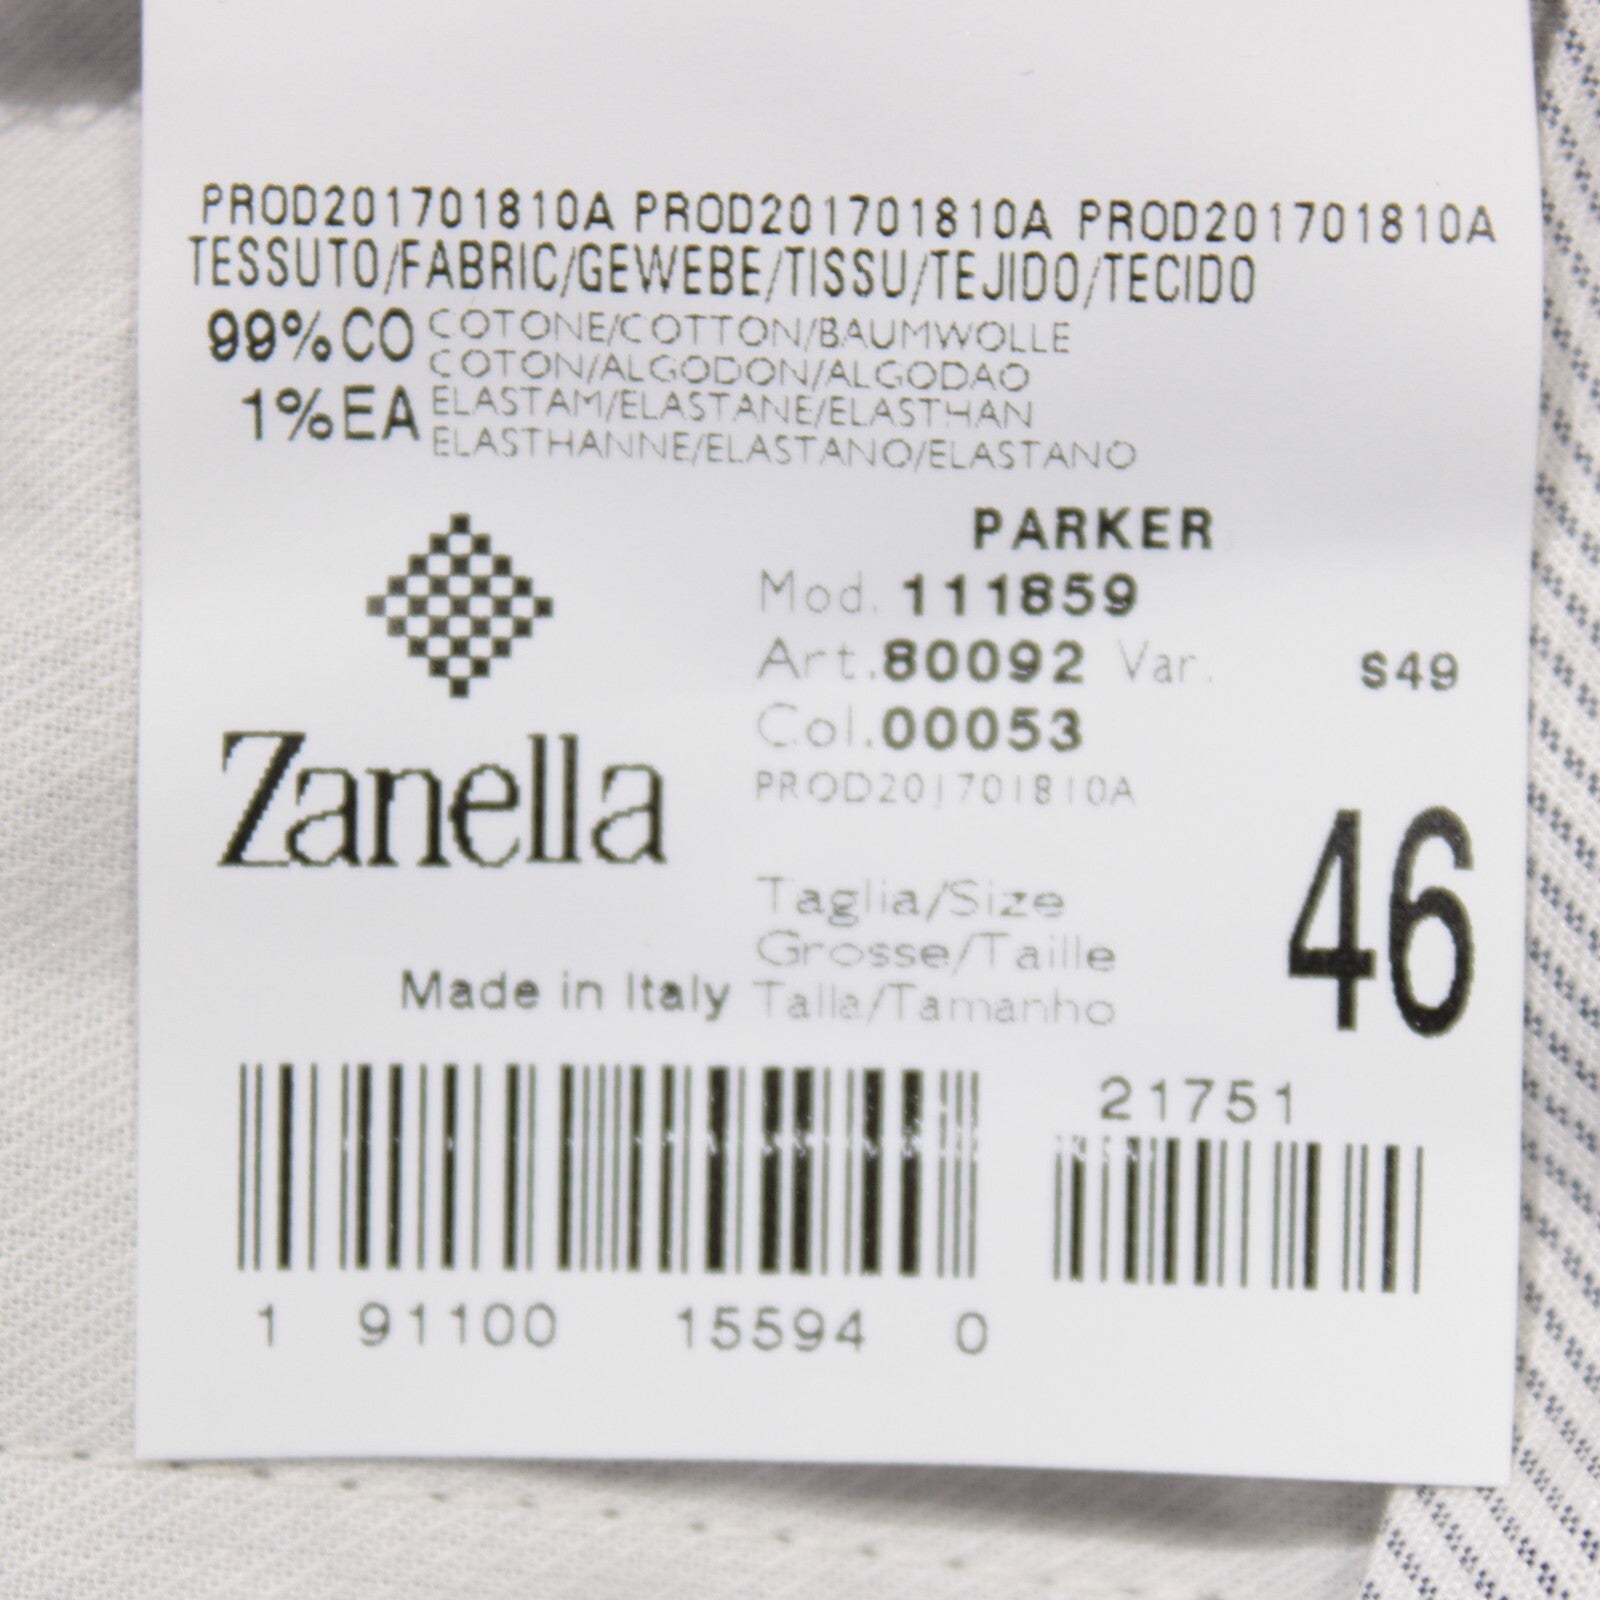 PROD201701810A PROD201701810A PROD201701810A
TESSUTO/FABRIC/GEWEBE/TISSU/TEJIDO/TECIDO
99%CO COTONE/COTTON/BAUMWOLLE
COTON/ALGODON/ALGODAO
1%EA ELASTAM/ELASTANE/ELASTHAN
ELASTHANNE/ELASTANO/ELASTANO
PARKER
Mod. 111859
Art.80092 Var. S49
Col.00053
PROD201701810A
Zanella
Taglia/Size
Grosse/Taille
Talla/Tamanho
46
Made in Italy
21751
1 91100 15594 0